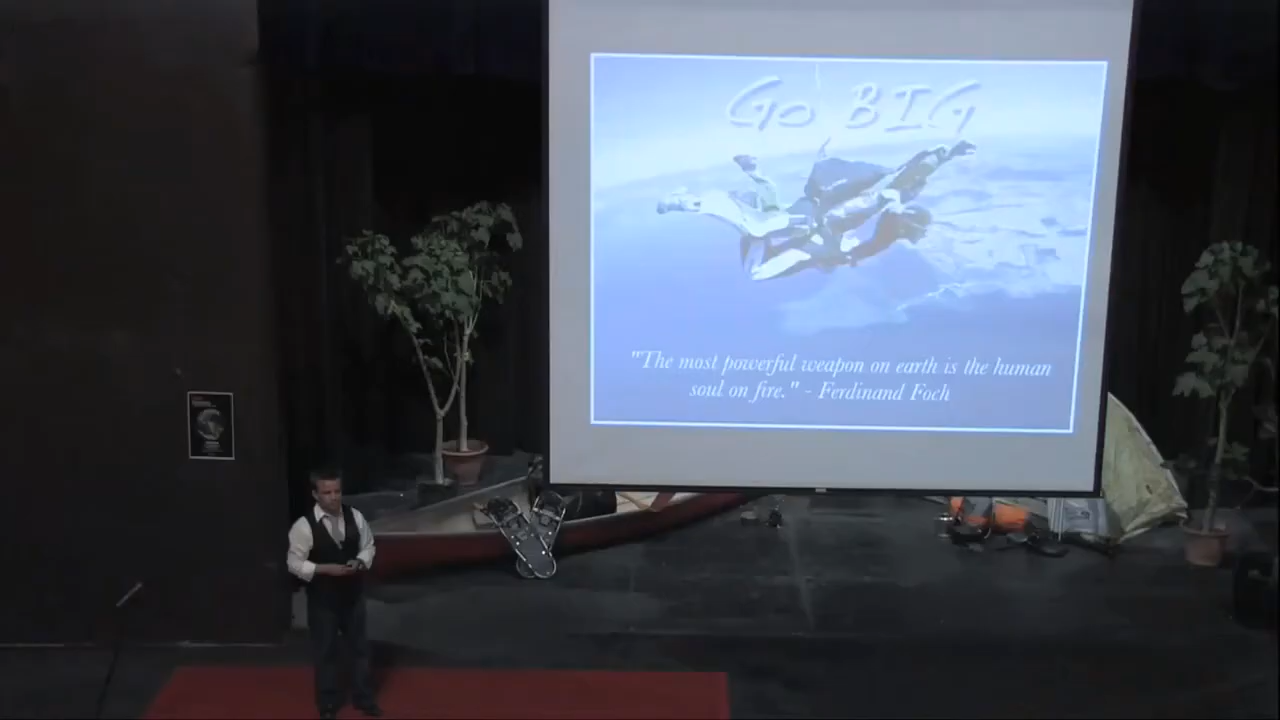 Go BIG
"The most powerful weapon on earth is the human
soul on fire." - Ferdinand Foch